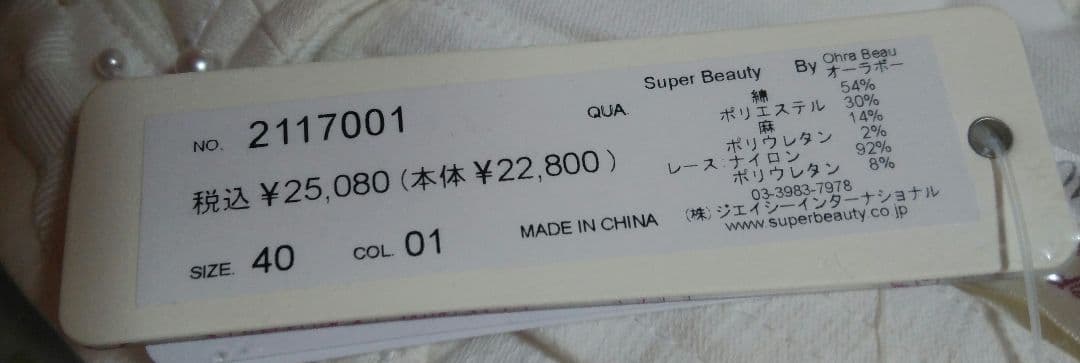 Super Beauty By Ohra Beau
オーラボー
NO. 2117001
QUA.
綿 54%
ポリエステル 30%
麻 14%
ポリウレタン 2%
レース:ナイロン 92%
ポリウレタン 8%
税込 ¥25,080 (本体 ¥22,800)
SIZE. 40 COL. 01 MADE IN CHINA
03-3983-7978
(株)ジェイシーインターナショナル
www.superbeauty.co.jp